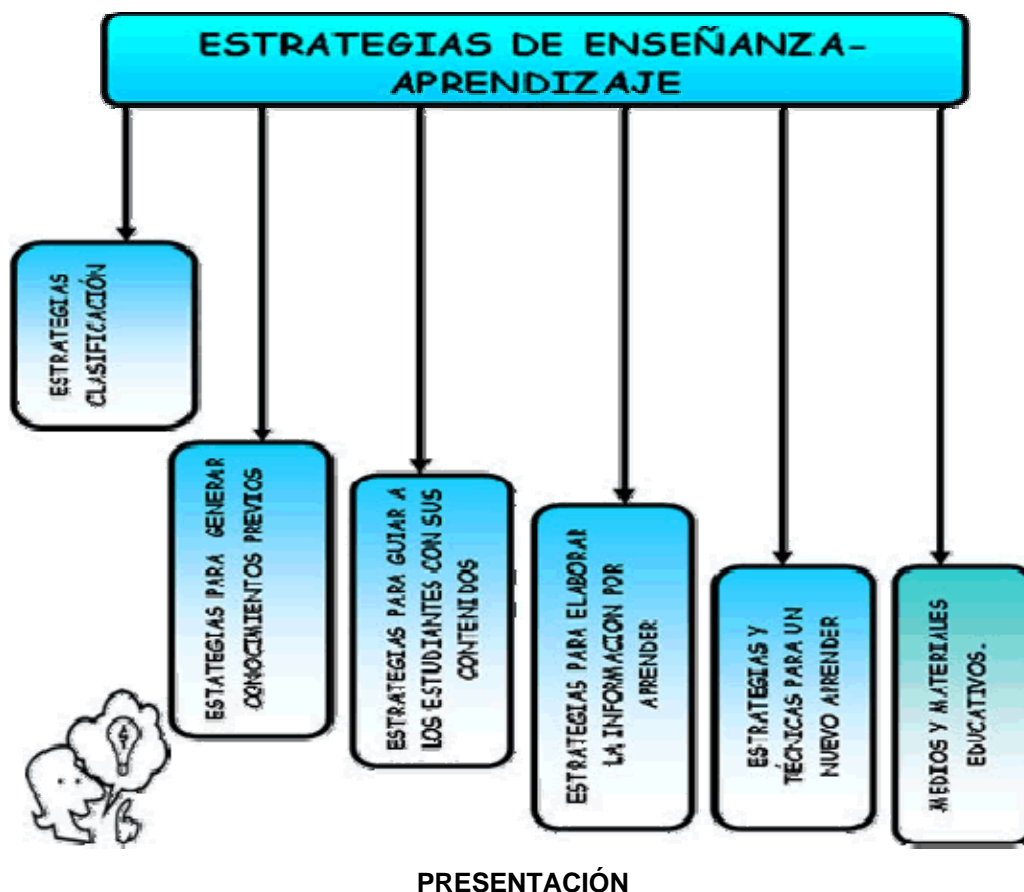 ESTRATEGIAS DE ENSEÑANZA-
APRENDIZAJE
ESTRATEGIAS
CLASIFICACIÓN
ESTATEGIAS PARA GENERAR
CONOCIMIENTOS PREVIOS
ESTRATEGIAS PARA GUIAR A
LOS ESTUDIANTES CON SUS
CONTENIDOS
ESTRATEGIAS PARA ELABORAR
LA INFORMACION POR
APRENDER
ESTRATEGIAS Y
TÉCNICAS PARA UN
NUEVO APRENDER
MEDIOS Y MATERIALES
EDUCATIVOS.
PRESENTACIÓN